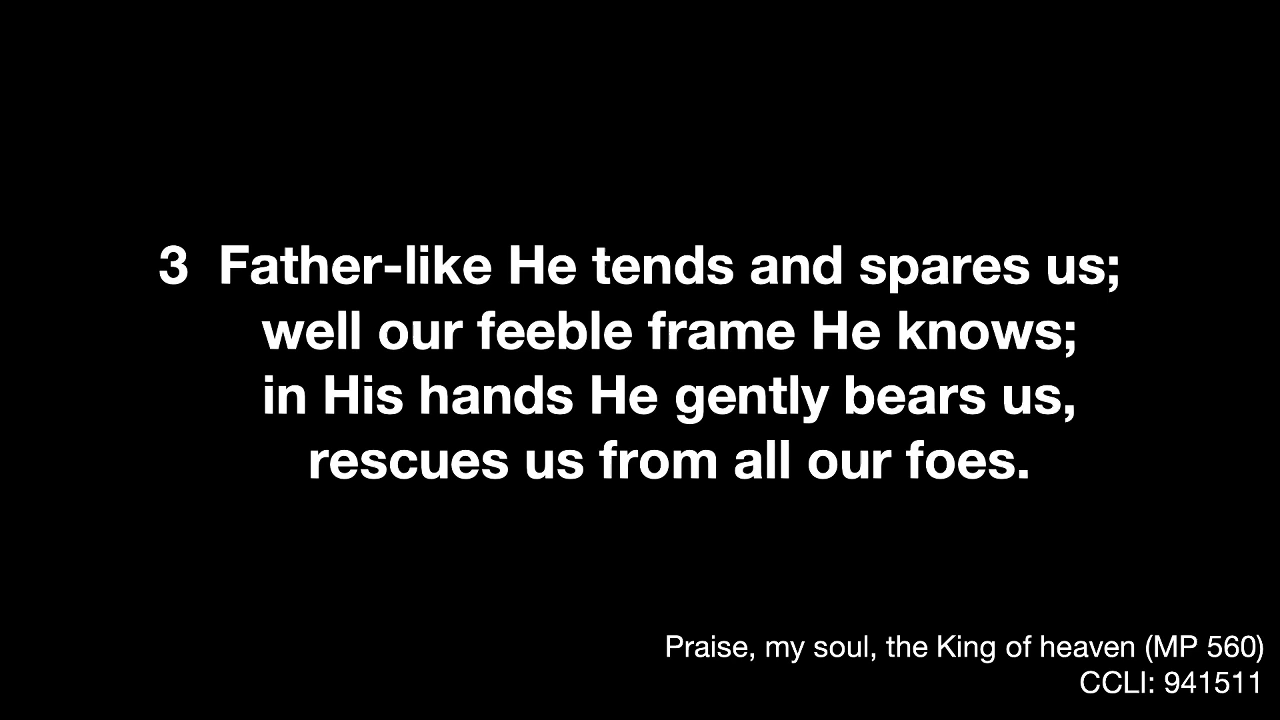 3 Father-like He tends and spares us;
well our feeble frame He knows;
in His hands He gently bears us,
rescues us from all our foes.
Praise, my soul, the King of heaven (MP 560)
CCLI: 941511